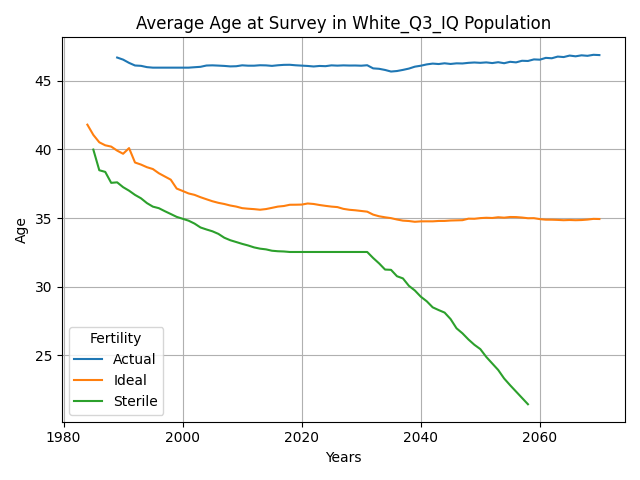 Average Age at Survey in White_Q3_IQ Population
Age
45
40
35
30
25
Fertility
Actual
Ideal
Sterile
1980
2000
2020
2040
2060
Years